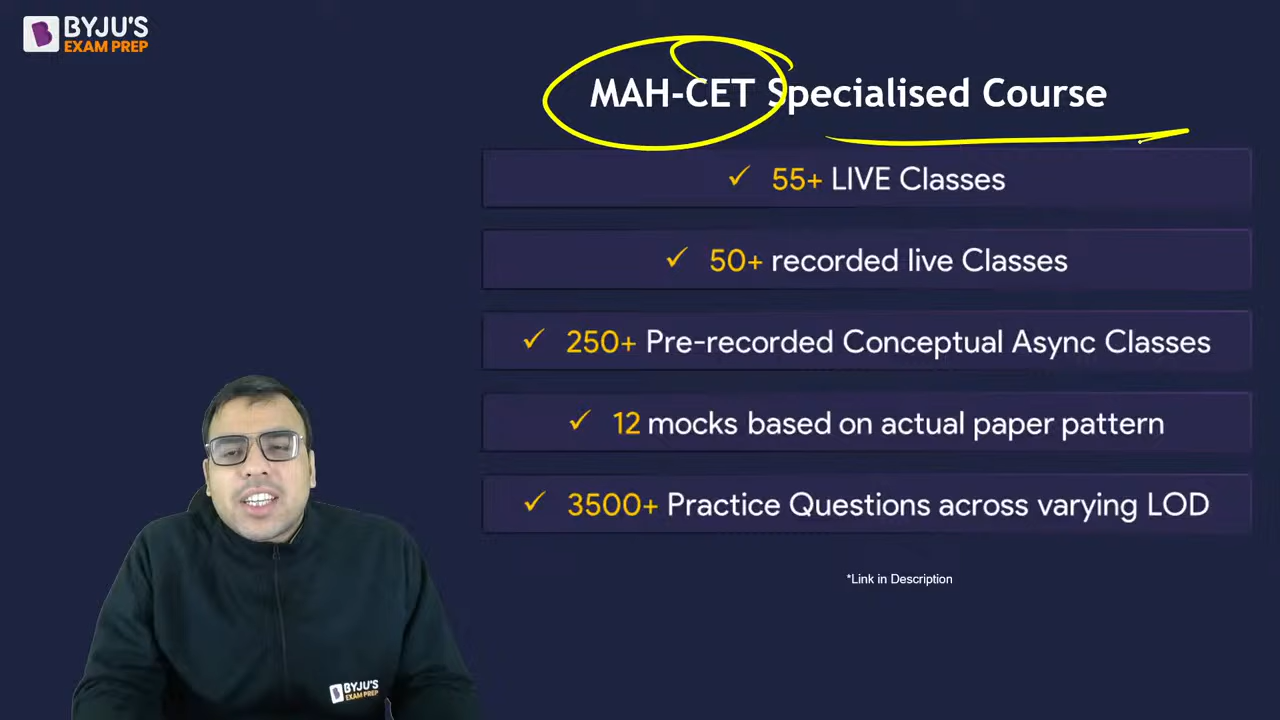 BYJU'S
EXAM PREP
MAH-CET Specialised Course
✓ 55+ LIVE Classes
✓ 50+ recorded live Classes
✓ 250+ Pre-recorded Conceptual Async Classes
✓ 12 mocks based on actual paper pattern
✓ 3500+ Practice Questions across varying LOD
*Link in Description
BYJU'S
EXAM PREP